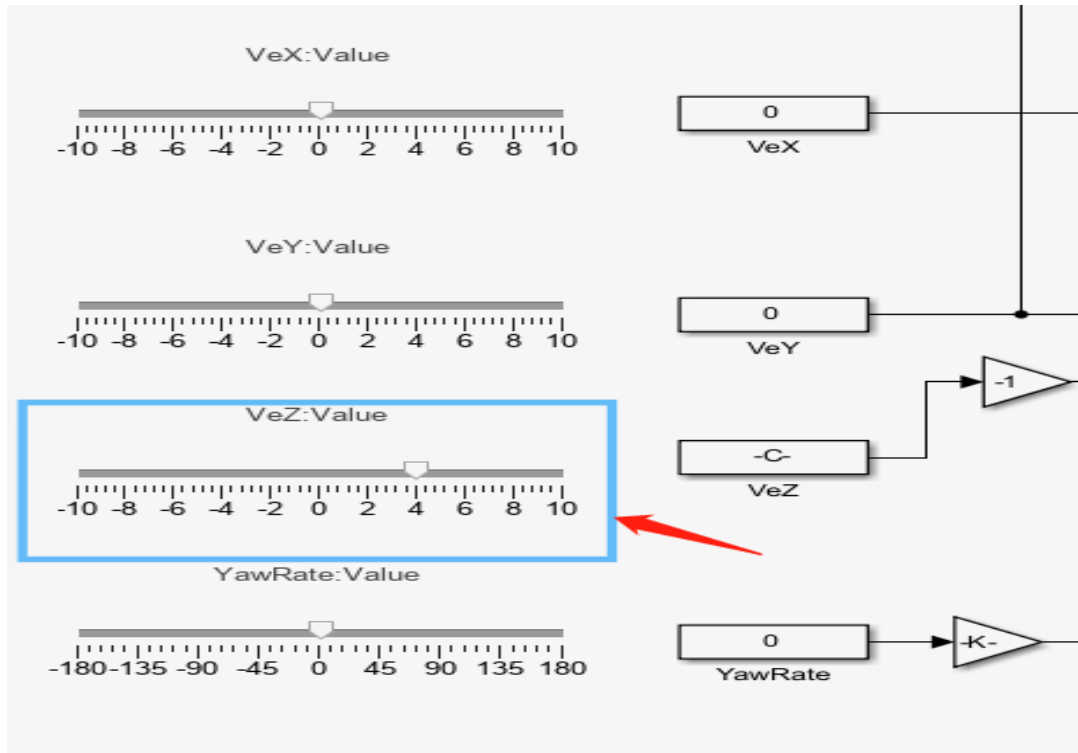 VeX:Value
-10 -8 -6 -4 -2 0 2 4 6 8 10
0
VeX
VeY:Value
-10 -8 -6 -4 -2 0 2 4 6 8 10
0
VeY
-1
VeZ:Value
-10 -8 -6 -4 -2 0 2 4 6 8 10
-C-
VeZ
YawRate:Value
-180 -135 -90 -45 0 45 90 135 180
0
YawRate
-K-